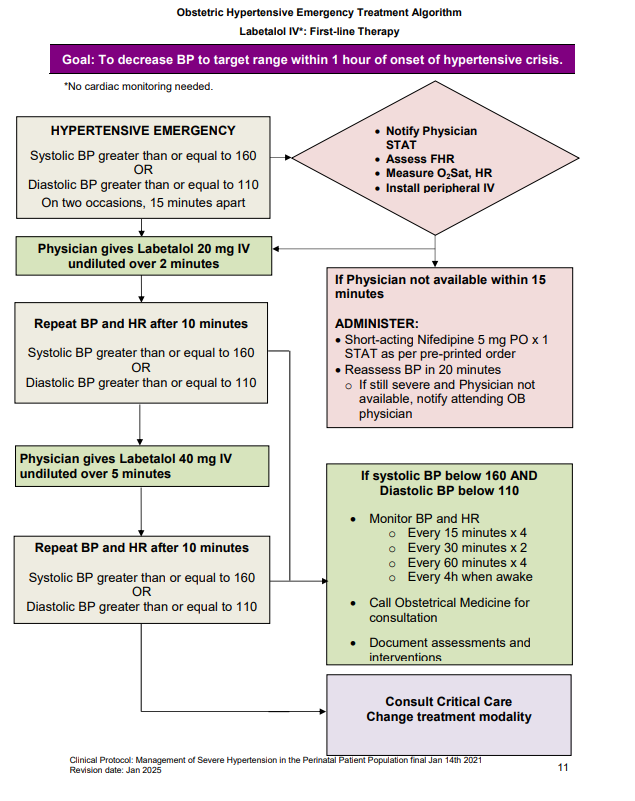 Obstetric Hypertensive Emergency Treatment Algorithm
Labetalol IV*: First-line Therapy
Goal: To decrease BP to target range within 1 hour of onset of hypertensive crisis.
*No cardiac monitoring needed.
HYPERTENSIVE EMERGENCY
Systolic BP greater than or equal to 160
OR
Diastolic BP greater than or equal to 110
On two occasions, 15 minutes apart
• Notify Physician
STAT
• Assess FHR
• Measure O₂Sat, HR
• Install peripheral IV
Physician gives Labetalol 20 mg IV
undiluted over 2 minutes
If Physician not available within 15
minutes
ADMINISTER:
• Short-acting Nifedipine 5 mg PO x 1
STAT as per pre-printed order
• Reassess BP in 20 minutes
o If still severe and Physician not
available, notify attending OB
physician
Repeat BP and HR after 10 minutes
Systolic BP greater than or equal to 160
OR
Diastolic BP greater than or equal to 110
Physician gives Labetalol 40 mg IV
undiluted over 5 minutes
If systolic BP below 160 AND
Diastolic BP below 110
• Monitor BP and HR
o Every 15 minutes x 4
o Every 30 minutes x 2
o Every 60 minutes x 4
o Every 4h when awake
• Call Obstetrical Medicine for
consultation
• Document assessments and
interventions
Repeat BP and HR after 10 minutes
Systolic BP greater than or equal to 160
OR
Diastolic BP greater than or equal to 110
Consult Critical Care
Change treatment modality
Clinical Protocol: Management of Severe Hypertension in the Perinatal Patient Population final Jan 14th 2021
Revision date: Jan 2025
11